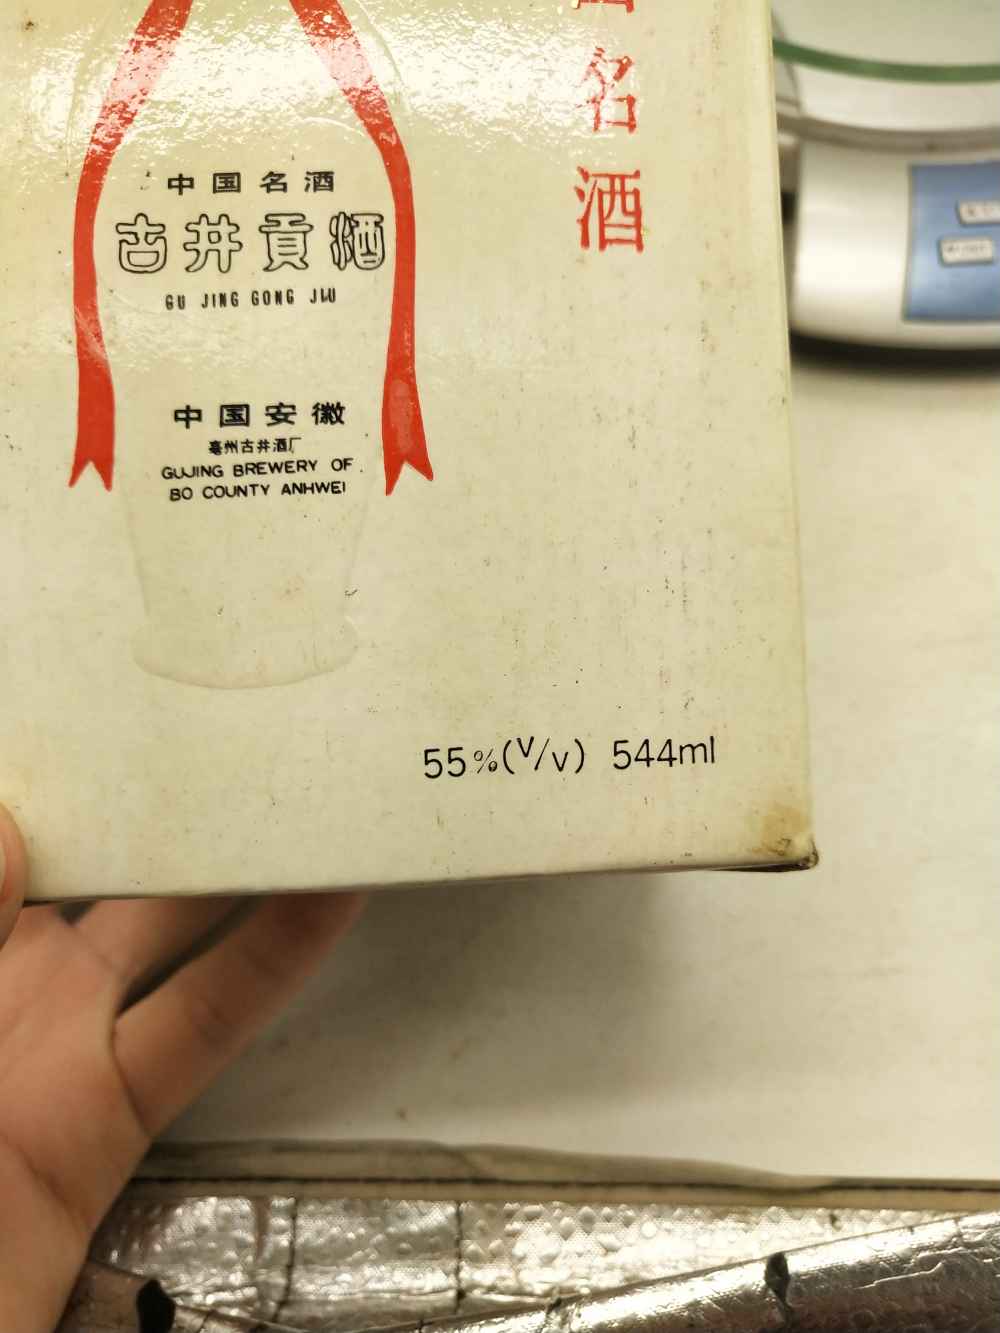 名酒
中国名酒
古井貢酒
GU JING GONG JIU
中国安徽
亳州古井酒厂
GUJING BREWERY OF
BO COUNTY ANHWEI
55%(V/V) 544ml